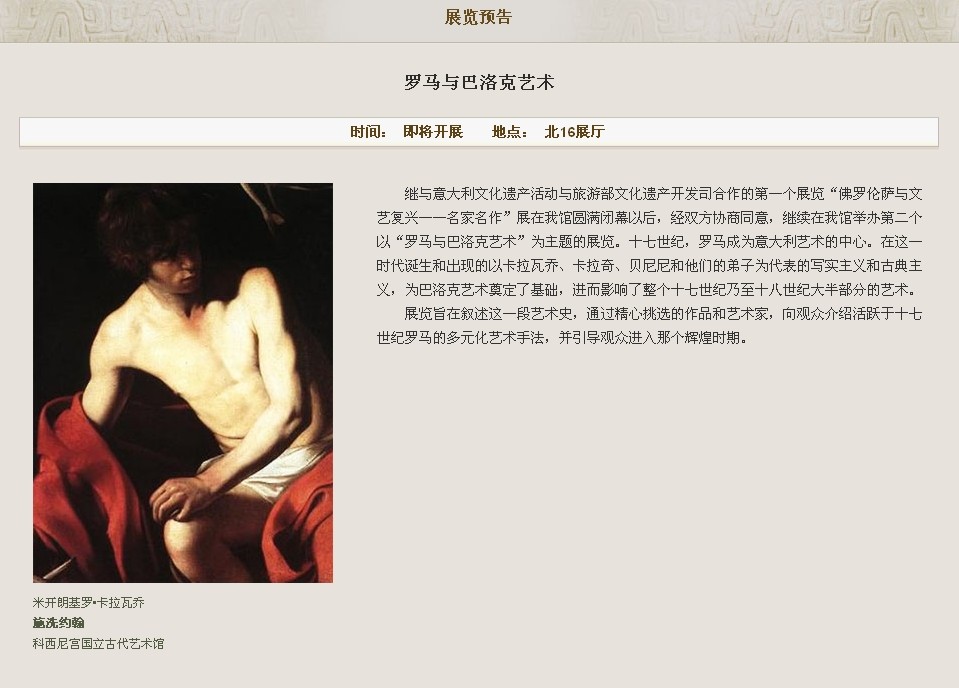 展览预告
罗马与巴洛克艺术
时间： 即将开展 地点： 北16展厅
继与意大利文化遗产活动与旅游部文化遗产开发司合作的第一个展览“佛罗伦萨与文
艺复兴——名家名作”展在我馆圆满闭幕以后，经双方协商同意，继续在我馆举办第二个
以“罗马与巴洛克艺术”为主题的展览。十七世纪，罗马成为意大利艺术的中心。在这一
时代诞生和出现的以卡拉瓦乔、卡拉奇、贝尼尼和他们的弟子为代表的写实主义和古典主
义，为巴洛克艺术奠定了基础，进而影响了整个十七世纪乃至十八世纪大半部分的艺术。
展览旨在叙述这一段艺术史，通过精心挑选的作品和艺术家，向观众介绍活跃于十七
世纪罗马的多元化艺术手法，并引导观众进入那个辉煌时期。
米开朗基罗•卡拉瓦乔
施洗约翰
科西尼宫国立古代艺术馆